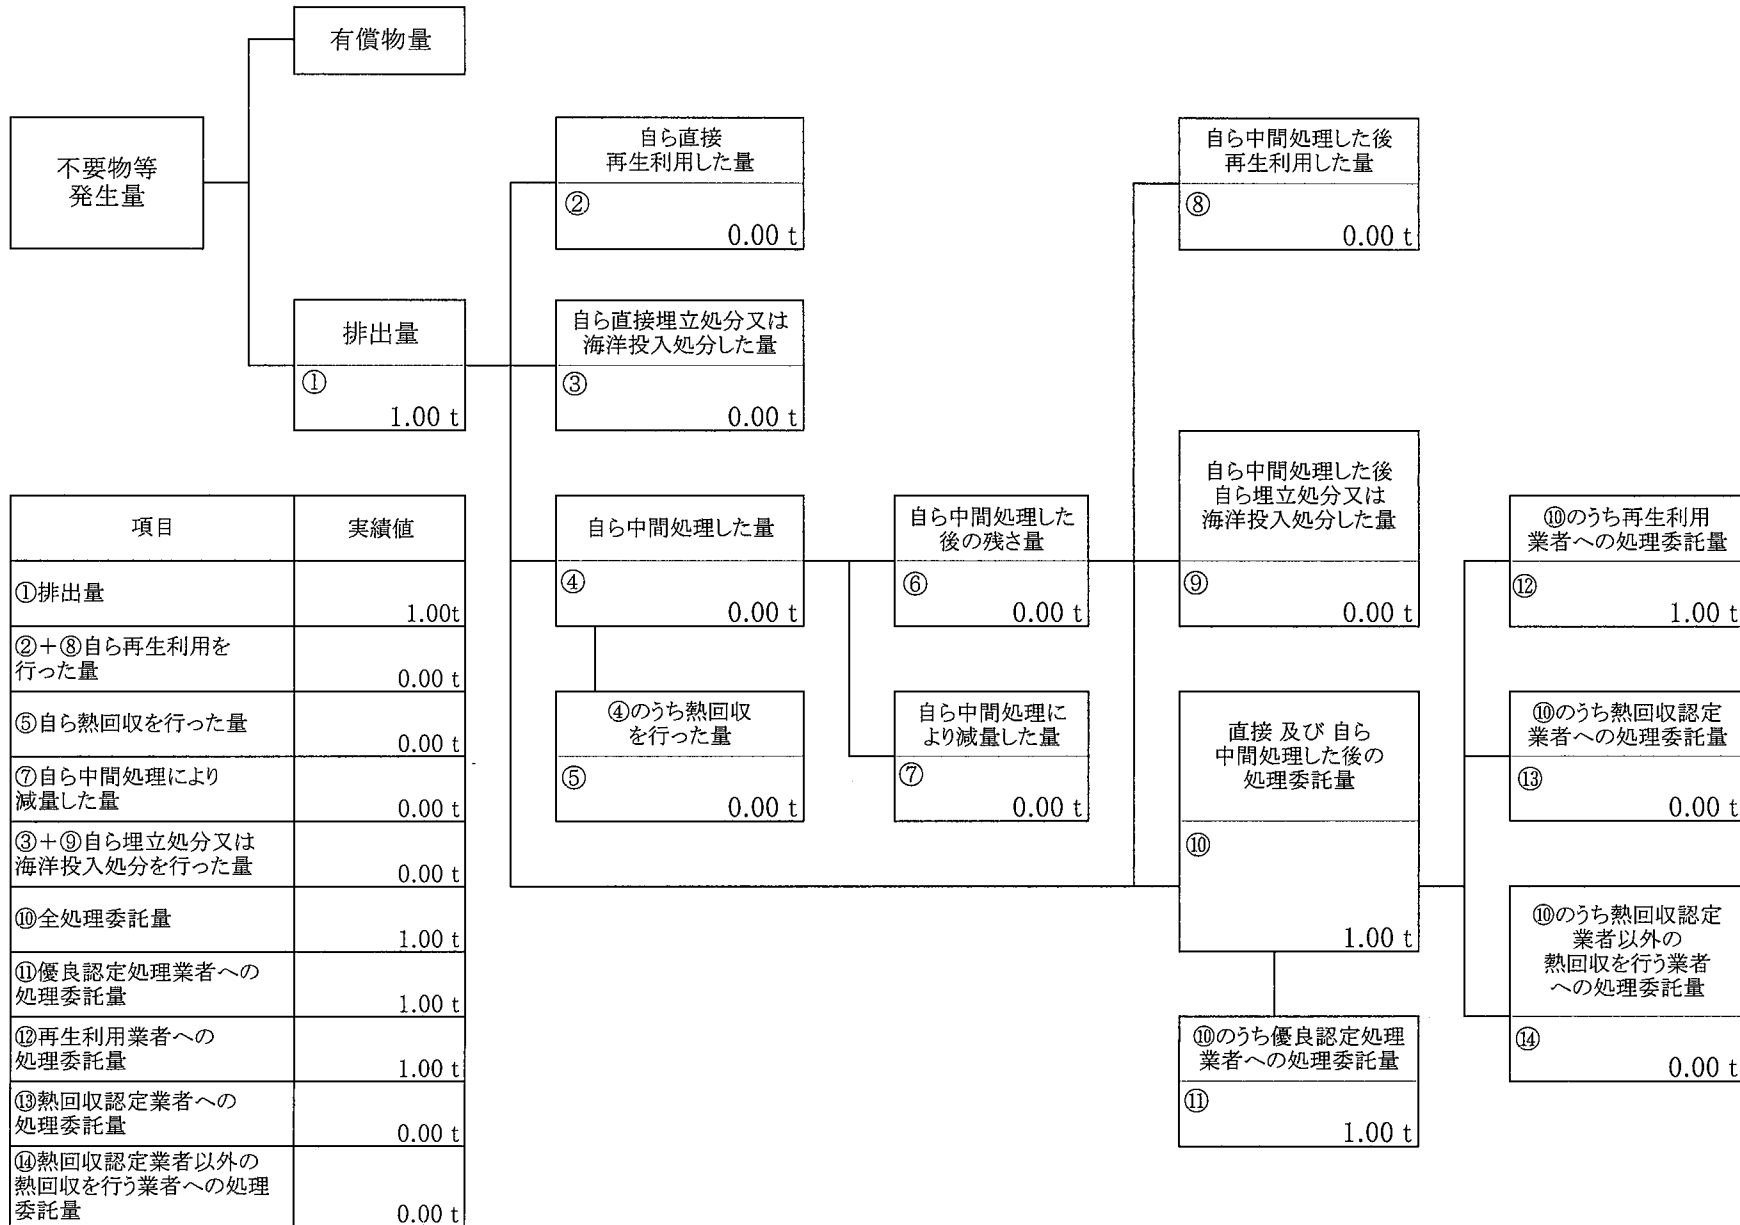 有償物量
不要物等
発生量
自ら直接
再生利用した量
②
0.00 t
自ら中間処理した後
再生利用した量
⑧
0.00 t
排出量
①
1.00 t
自ら直接埋立処分又は
海洋投入処分した量
③
0.00 t
自ら中間処理した量
④
0.00 t
自ら中間処理した
後の残さ量
⑥
0.00 t
自ら中間処理した後
自ら埋立処分又は
海洋投入処分した量
⑨
0.00 t
⑩のうち再生利用
業者への処理委託量
⑫
1.00 t
④のうち熱回収
を行った量
⑤
0.00 t
自ら中間処理に
より減量した量
⑦
0.00 t
直接 及び 自ら
中間処理した後の
処理委託量
⑩
1.00 t
⑩のうち熱回収認定
業者への処理委託量
⑬
0.00 t
⑩のうち熱回収認定
業者以外の
熱回収を行う業者
への処理委託量
⑭
0.00 t
⑩のうち優良認定処理
業者への処理委託量
⑪
1.00 t
項目 実績値
①排出量
1.00t
②+⑧自ら再生利用を
行った量
0.00 t
⑤自ら熱回収を行った量
0.00 t
⑦自ら中間処理により
減量した量
0.00 t
③+⑨自ら埋立処分又は
海洋投入処分を行った量
0.00 t
⑩全処理委託量
1.00 t
⑪優良認定処理業者への
処理委託量
1.00 t
⑫再生利用業者への
処理委託量
1.00 t
⑬熱回収認定業者への
処理委託量
0.00 t
⑭熱回収認定業者以外の
熱回収を行う業者への処理
委託量
0.00 t